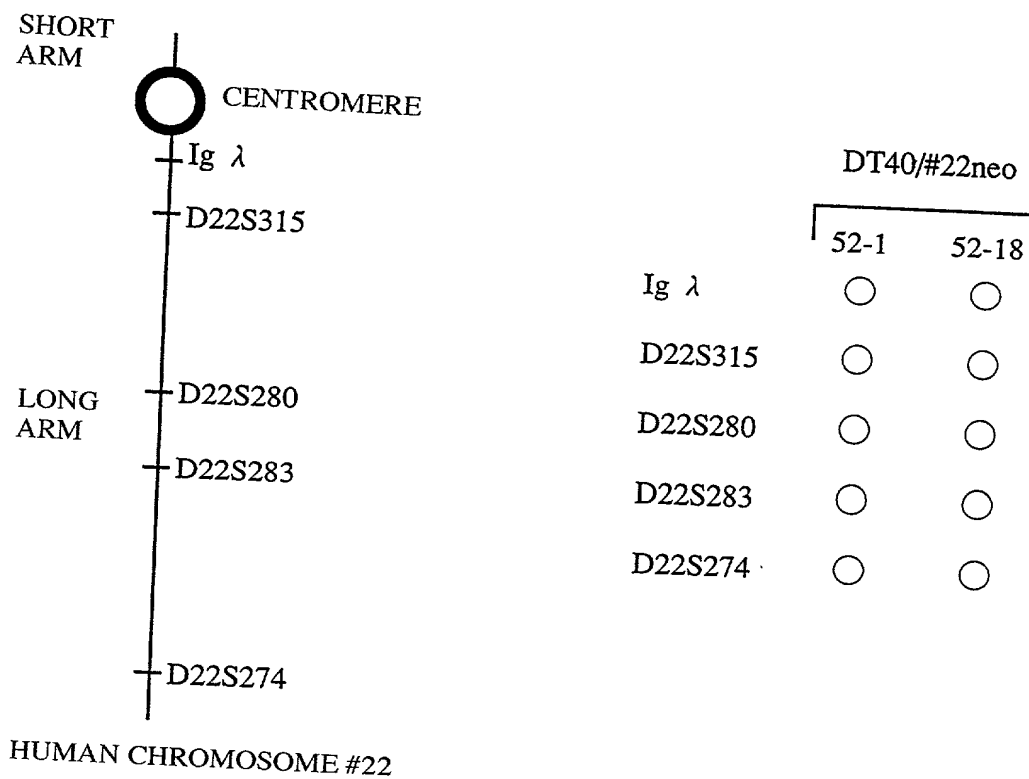 SHORT
ARM
CENTROMERE
Ig λ
D22S315
D22S280
LONG
ARM
D22S283
D22S274
HUMAN CHROMOSOME #22
DT40/#22neo
52-1 52-18
Ig λ
D22S315
D22S280
D22S283
D22S274